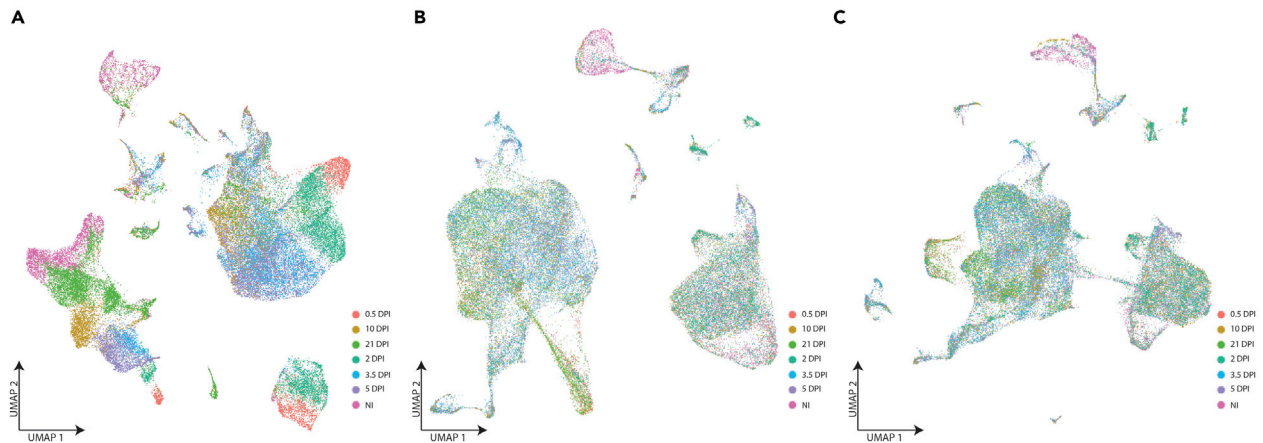 A
B
C
0.5 DPI
10 DPI
21 DPI
2 DPI
3.5 DPI
5 DPI
NI
UMAP 2
UMAP 1
0.5 DPI
10 DPI
21 DPI
2 DPI
3.5 DPI
5 DPI
NI
UMAP 2
UMAP 1
0.5 DPI
10 DPI
21 DPI
2 DPI
3.5 DPI
5 DPI
NI
UMAP 2
UMAP 1